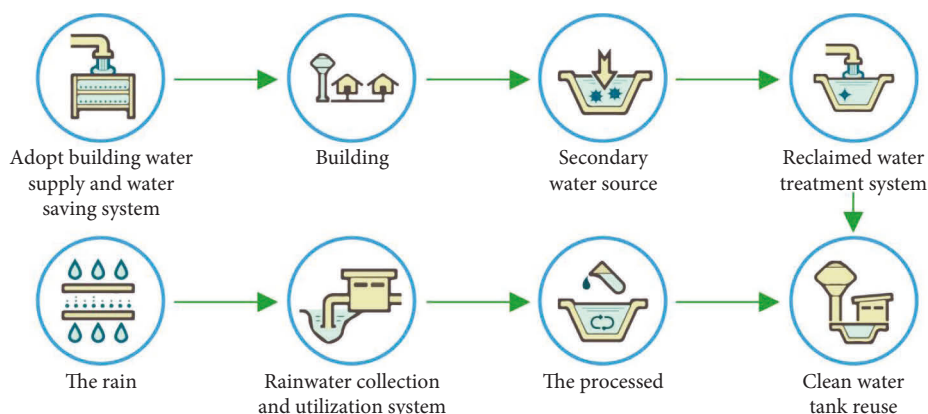 Adopt building water
supply and water
saving system
Building
Secondary
water source
Reclaimed water
treatment system
The rain
Rainwater collection
and utilization system
The processed
Clean water
tank reuse